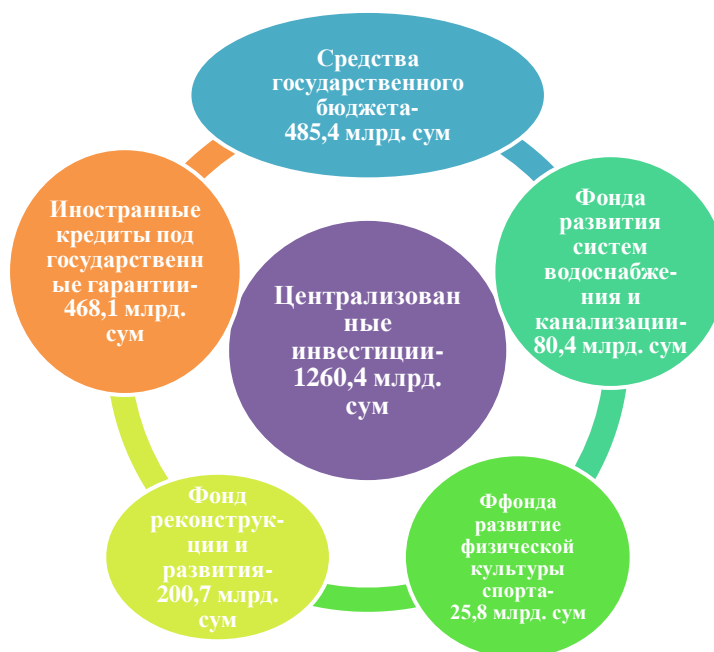 Средства
государственного
бюджета-
485,4 млрд. сум
Фонда
развития
систем
водоснабже-
ния и
канализации-
80,4 млрд. сум
Ффонда
развитие
физической
культуры
спорта-
25,8 млрд. сум
Фонд
реконструк-
ции и
развития-
200,7 млрд.
сум
Иностранные
кредиты под
государственн
ые гарантии-
468,1 млрд.
сум
Централизован
ные
инвестиции-
1260,4 млрд.
сум